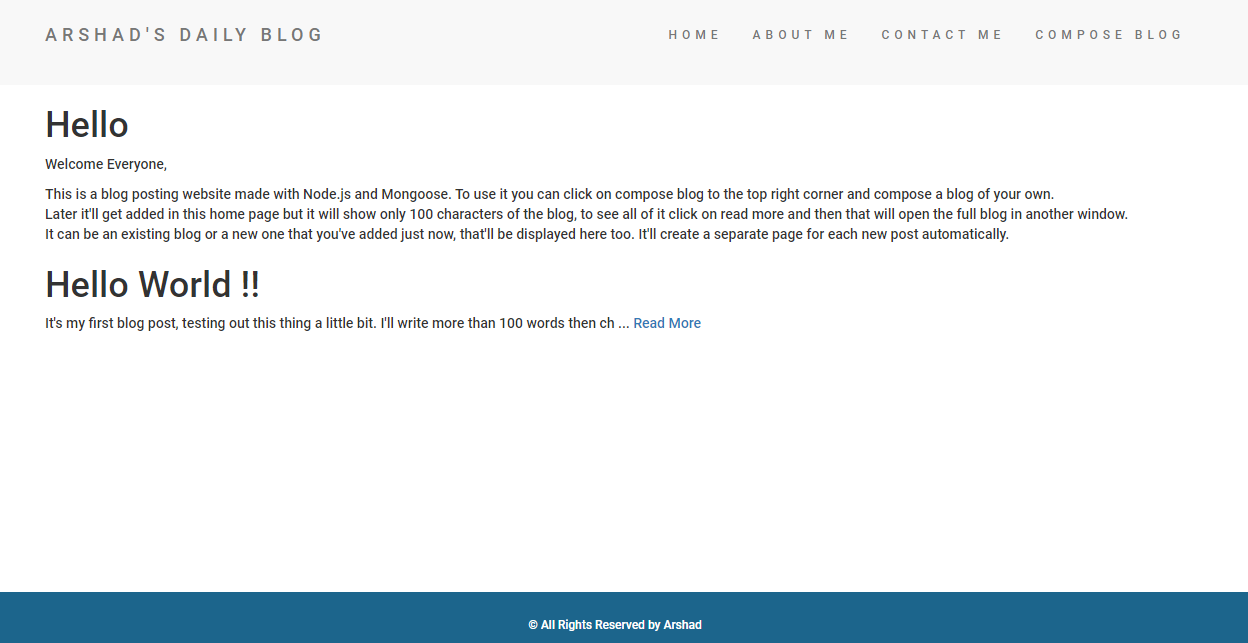 ARSHAD'S DAILY BLOG HOME ABOUT ME CONTACT ME COMPOSE BLOG
Hello
Welcome Everyone,
This is a blog posting website made with Node.js and Mongoose. To use it you can click on compose blog to the top right corner and compose a blog of your own.
Later it'll get added in this home page but it will show only 100 characters of the blog, to see all of it click on read more and then that will open the full blog in another window.
It can be an existing blog or a new one that you've added just now, that'll be displayed here too. It'll create a separate page for each new post automatically.
Hello World !!
It's my first blog post, testing out this thing a little bit. I'll write more than 100 words then ch ... Read More
© All Rights Reserved by Arshad